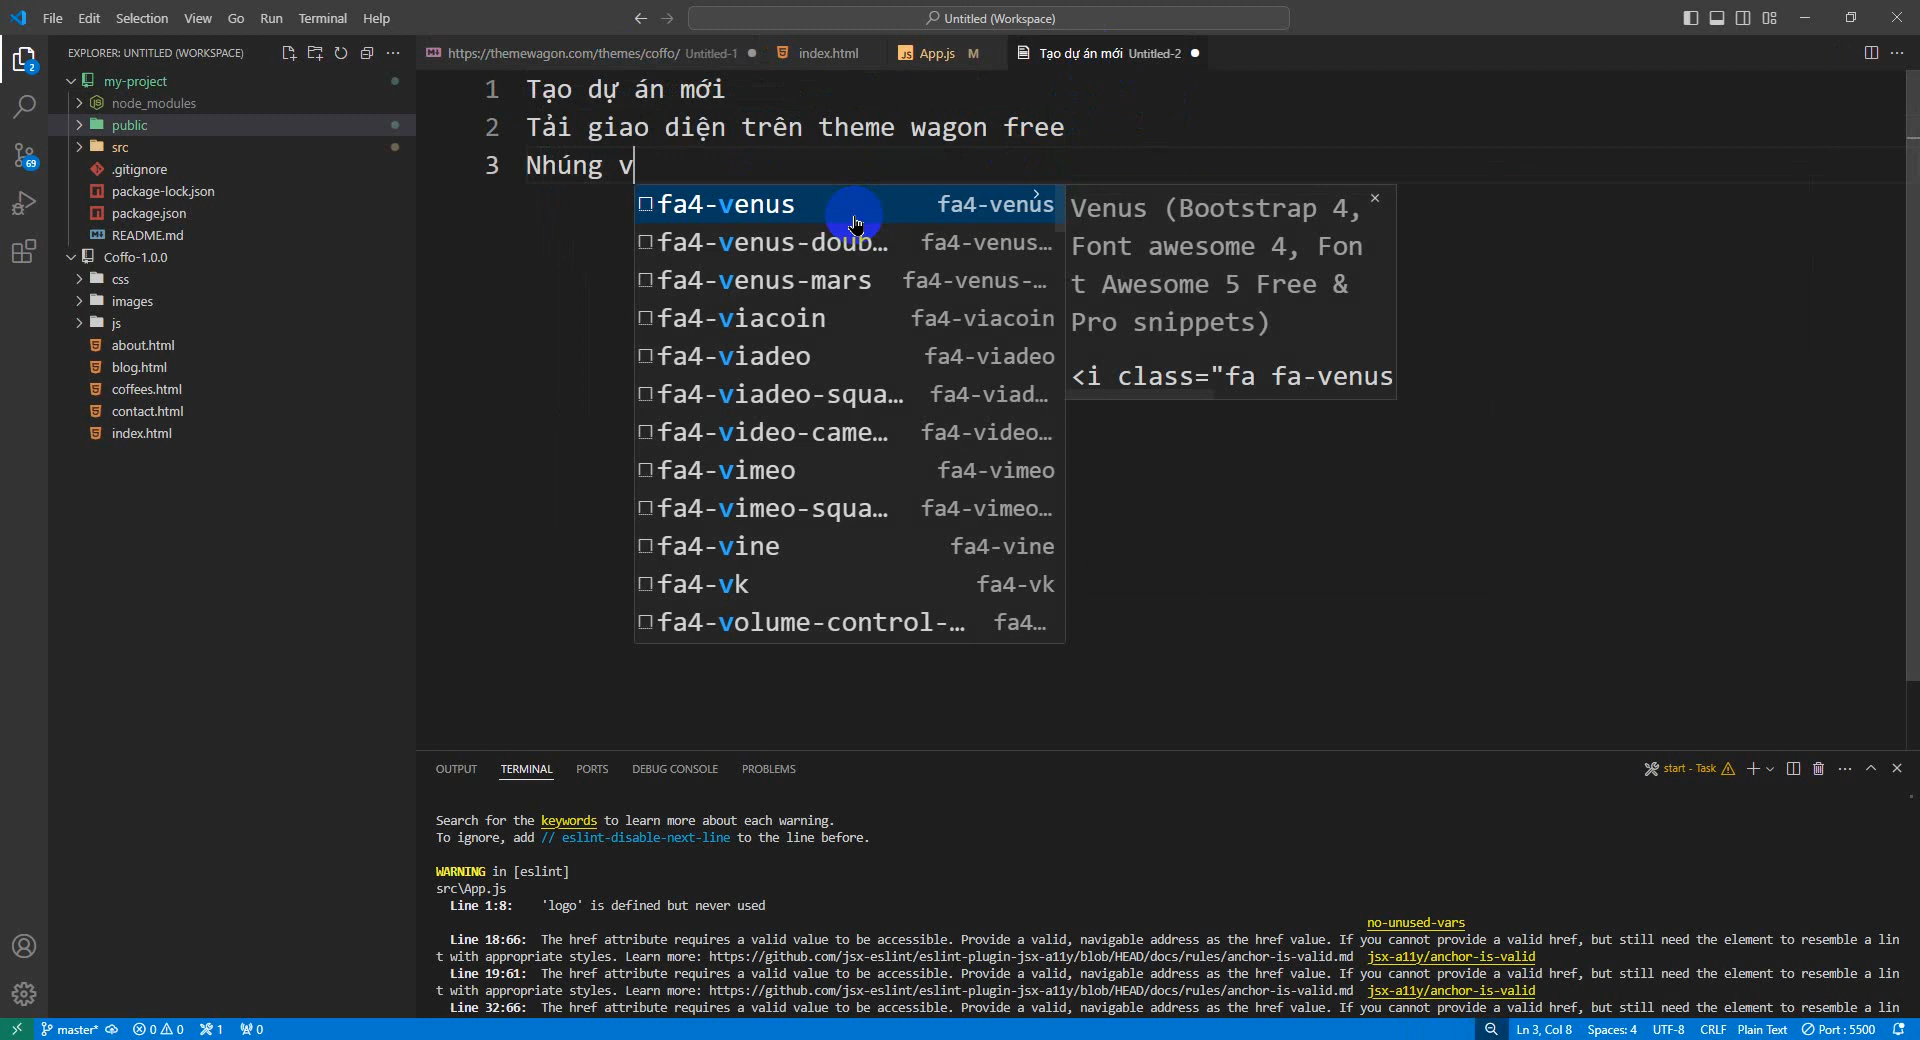 File Edit Selection View Go Run Terminal Help
Untitled (Workspace)
EXPLORER: UNTITLED (WORKSPACE)
https://themewagon.com/themes/coffo/ Untitled-1
index.html
App.js M
Tạo dự án mới Untitled-2
2
69
my-project
node_modules
public
src
.gitignore
package-lock.json
package.json
README.md
Coffo-1.0.0
css
images
js
about.html
blog.html
coffees.html
contact.html
index.html
1 Tạo dự án mới
2 Tải giao diện trên theme wagon free
3 Nhúng v
fa4-venus fa4-venus
fa4-venus-doub… fa4-venus…
fa4-venus-mars fa4-venus-…
fa4-viacoin fa4-viacoin
fa4-viadeo fa4-viadeo
fa4-viadeo-squa… fa4-viad…
fa4-video-came… fa4-video…
fa4-vimeo fa4-vimeo
fa4-vimeo-squa… fa4-vimeo…
fa4-vine fa4-vine
fa4-vk fa4-vk
fa4-volume-control-… fa4…
Venus (Bootstrap 4,
Font awesome 4, Fon
t Awesome 5 Free &
Pro snippets)
<i class="fa fa-venus
OUTPUT TERMINAL PORTS DEBUG CONSOLE PROBLEMS
start - Task
Search for the keywords to learn more about each warning.
To ignore, add // eslint-disable-next-line to the line before.
WARNING in [eslint]
src\App.js
Line 1:8: 'logo' is defined but never used
no-unused-vars
Line 18:66: The href attribute requires a valid value to be accessible. Provide a valid, navigable address as the href value. If you cannot provide a valid href, but still need the element to resemble a lin
t with appropriate styles. Learn more: https://github.com/jsx-eslint/eslint-plugin-jsx-a11y/blob/HEAD/docs/rules/anchor-is-valid.md jsx-a11y/anchor-is-valid
Line 19:61: The href attribute requires a valid value to be accessible. Provide a valid, navigable address as the href value. If you cannot provide a valid href, but still need the element to resemble a lin
t with appropriate styles. Learn more: https://github.com/jsx-eslint/eslint-plugin-jsx-a11y/blob/HEAD/docs/rules/anchor-is-valid.md jsx-a11y/anchor-is-valid
Line 32:66: The href attribute requires a valid value to be accessible. Provide a valid, navigable address as the href value. If you cannot provide a valid href, but still need the element to resemble a lin
master* 0 0 1 0
Ln 3, Col 8 Spaces: 4 UTF-8 CRLF Plain Text Port : 5500